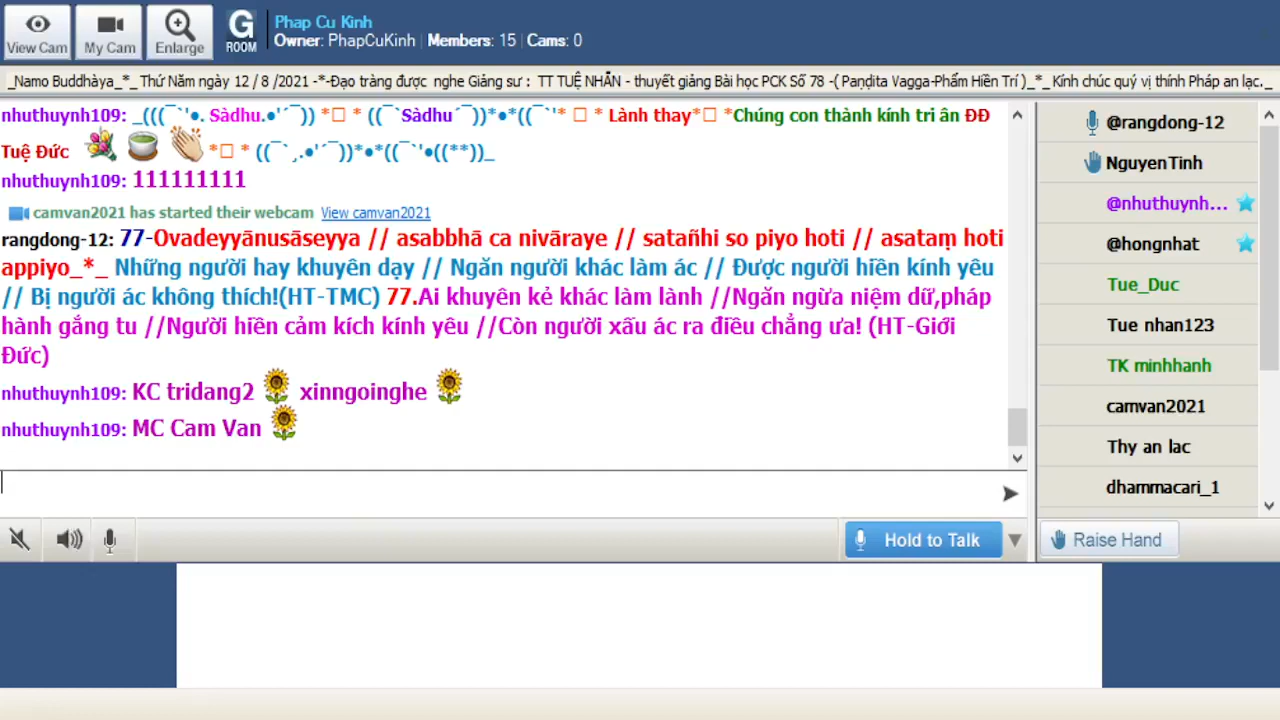 View Cam
My Cam
Enlarge
G
ROOM
Phap Cu Kinh
Owner: PhapCuKinh | Members: 15 | Cams: 0
_Namo Buddhàya_*_ Thứ Năm ngày 12 / 8 /2021 -*-Đạo tràng được nghe Giảng sư : TT TUỆ NHẪN - thuyết giảng Bài học PCK Số 78 -( Paṇḍita Vagga-Phẩm Hiền Trí )_*_ Kính chúc quý vị thính Pháp an lạc._
nhuthuynh109: _(((¯`'•. Sàdhu.•'´¯)) *▯ * ((¯`Sàdhu´¯))*•*((¯`'* ▯ * Lành thay*▯ *Chúng con thành kính tri ân ĐĐ
Tuệ Đức *▯ * ((¯`¸.•'´¯))*•*((¯`'•((**))_
nhuthuynh109: 111111111
camvan2021 has started their webcam View camvan2021
rangdong-12: 77-Ovadeyyānusāseyya // asabbhā ca nivāraye // satañhi so piyo hoti // asataṃ hoti
appiyo_*_ Những người hay khuyên dạy // Ngăn người khác làm ác // Được người hiền kính yêu
// Bị người ác không thích!(HT-TMC) 77.Ai khuyên kẻ khác làm lành //Ngăn ngừa niệm dữ,pháp
hành gắng tu //Người hiền cảm kích kính yêu //Còn người xấu ác ra điều chẳng ưa! (HT-Giới
Đức)
nhuthuynh109: KC tridang2 xinngoinghe
nhuthuynh109: MC Cam Van
@rangdong-12
NguyenTinh
@nhuthuynh...
@hongnhat
Tue_Duc
Tue nhan123
TK minhhanh
camvan2021
Thy an lac
dhammacari_1
Hold to Talk
Raise Hand